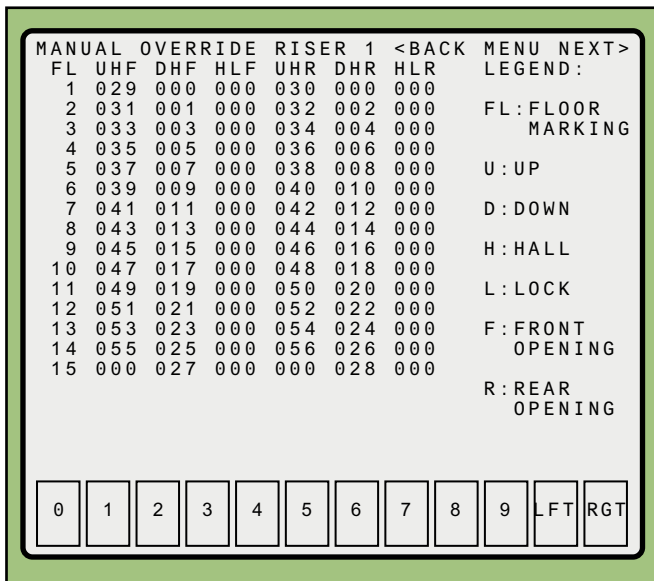 MANUAL OVERRIDE RISER 1 <BACK MENU NEXT>
FL UHF DHF HLF UHR DHR HLR LEGEND:
1 029 000 000 030 000 000
2 031 001 000 032 002 000 FL:FLOOR
3 033 003 000 034 004 000 MARKING
4 035 005 000 036 006 000
5 037 007 000 038 008 000 U:UP
6 039 009 000 040 010 000
7 041 011 000 042 012 000 D:DOWN
8 043 013 000 044 014 000
9 045 015 000 046 016 000 H:HALL
10 047 017 000 048 018 000
11 049 019 000 050 020 000 L:LOCK
12 051 021 000 052 022 000
13 053 023 000 054 024 000 F:FRONT
14 055 025 000 056 026 000 OPENING
15 000 027 000 000 028 000
R:REAR
OPENING
0 1 2 3 4 5 6 7 8 9 LFT RGT